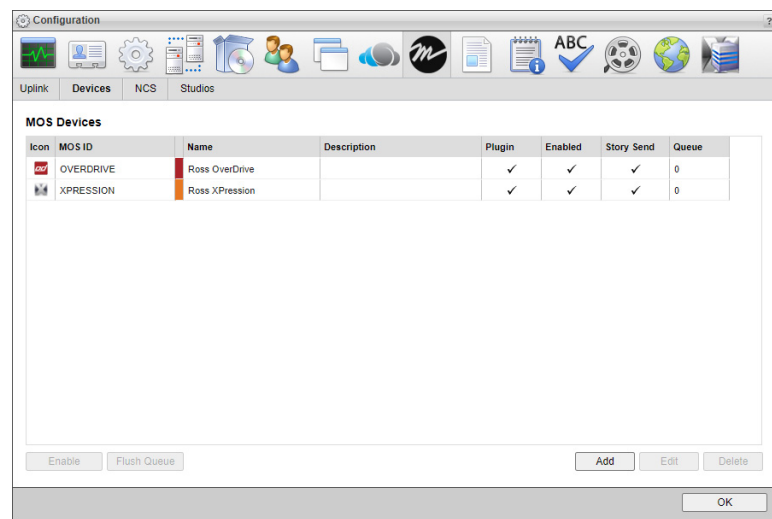 Configuration
?
ABC
Uplink Devices NCS Studios
MOS Devices
Icon MOS ID Name Description Plugin Enabled Story Send Queue
od OVERDRIVE Ross OverDrive ✓ ✓ ✓ 0
XPRESSION Ross XPression ✓ ✓ ✓ 0
Enable Flush Queue Add Edit Delete
OK